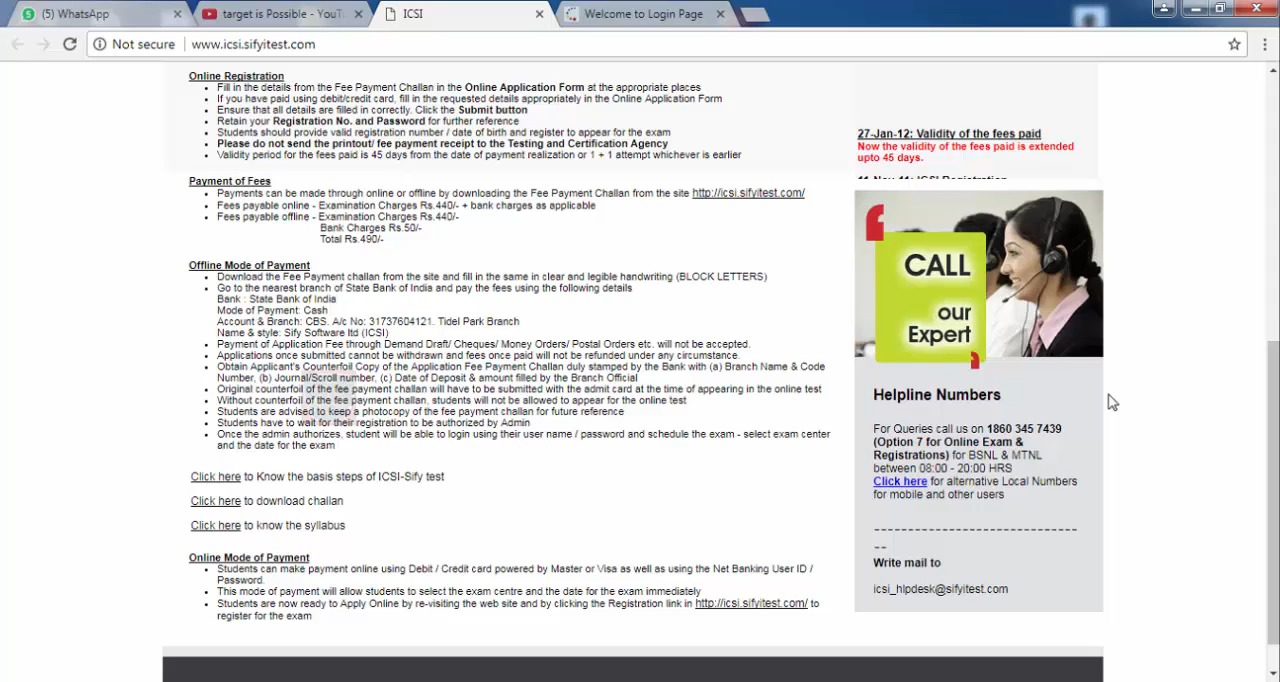 (5) WhatsApp
target is Possible - YouTu
ICSI
Welcome to Login Page
Not secure
www.icsi.sifyitest.com
Online Registration
Fill in the details from the Fee Payment Challan in the Online Application Form at the appropriate places
If you have paid using debit/credit card, fill in the requested details appropriately in the Online Application Form
Ensure that all details are filled in correctly. Click the Submit button
Retain your Registration No. and Password for further reference
Students should provide valid registration number / date of birth and register to appear for the exam
Please do not send the printout/ fee payment receipt to the Testing and Certification Agency
Validity period for the fees paid is 45 days from the date of payment realization or 1 + 1 attempt whichever is earlier
Payment of Fees
Payments can be made through online or offline by downloading the Fee Payment Challan from the site http://icsi.sifyitest.com/
Fees payable online - Examination Charges Rs.440/- + bank charges as applicable
Fees payable offline - Examination Charges Rs.440/-
Bank Charges Rs.50/-
Total Rs.490/-
Offline Mode of Payment
Download the Fee Payment challan from the site and fill in the same in clear and legible handwriting (BLOCK LETTERS)
Go to the nearest branch of State Bank of India and pay the fees using the following details
Bank : State Bank of India
Mode of Payment: Cash
Account & Branch: CBS. A/c No: 31737604121. Tidel Park Branch
Name & style: Sify Software ltd (ICSI)
Payment of Application Fee through Demand Draft/ Cheques/ Money Orders/ Postal Orders etc. will not be accepted.
Applications once submitted cannot be withdrawn and fees once paid will not be refunded under any circumstance.
Obtain Applicant's Counterfoil Copy of the Application Fee Payment Challan duly stamped by the Bank with (a) Branch Name & Code
Number, (b) Journal/Scroll number, (c) Date of Deposit & amount filled by the Branch Official
Original counterfoil of the fee payment challan will have to be submitted with the admit card at the time of appearing in the online test
Without counterfoil of the fee payment challan, students will not be allowed to appear for the online test
Students are advised to keep a photocopy of the fee payment challan for future reference
Students have to wait for their registration to be authorized by Admin
Once the admin authorizes, student will be able to login using their user name / password and schedule the exam - select exam center
and the date for the exam
Click here to Know the basis steps of ICSI-Sify test
Click here to download challan
Click here to know the syllabus
Online Mode of Payment
Students can make payment online using Debit / Credit card powered by Master or Visa as well as using the Net Banking User ID /
Password.
This mode of payment will allow students to select the exam centre and the date for the exam immediately
Students are now ready to Apply Online by re-visiting the web site and by clicking the Registration link in http://icsi.sifyitest.com/ to
register for the exam
27-Jan-12: Validity of the fees paid
Now the validity of the fees paid is extended
upto 45 days.
11-Nov-11: ICSI Registration
CALL
our
Expert
Helpline Numbers
For Queries call us on 1860 345 7439
(Option 7 for Online Exam &
Registrations) for BSNL & MTNL
between 08:00 - 20:00 HRS
Click here for alternative Local Numbers
for mobile and other users
------------------------------
--
Write mail to
icsi_hlpdesk@sifyitest.com